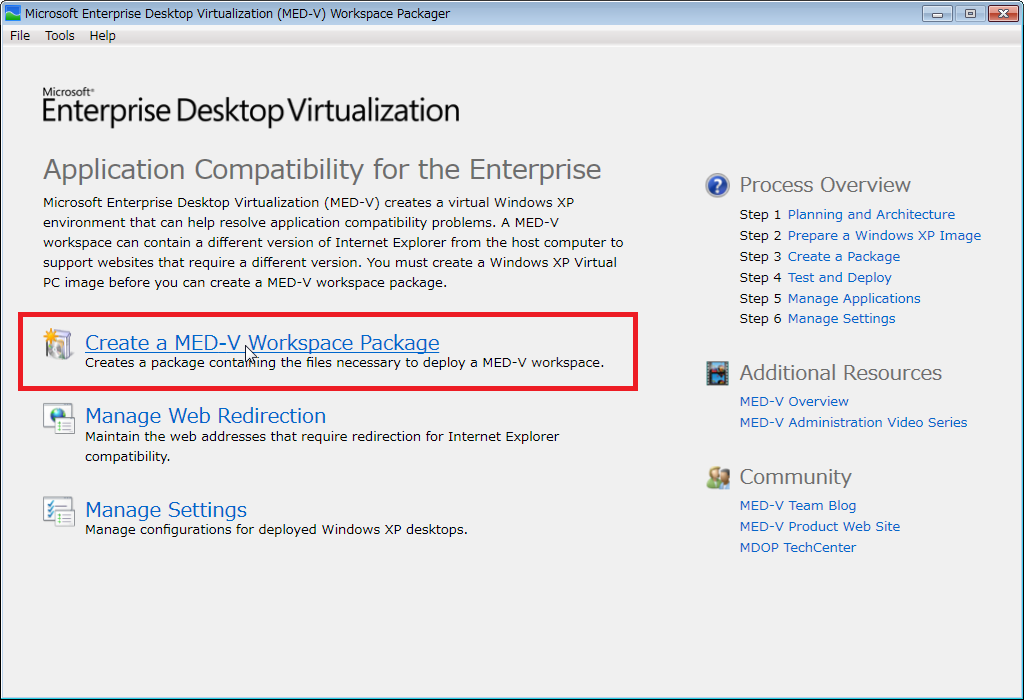 Microsoft Enterprise Desktop Virtualization (MED-V) Workspace Packager
File Tools Help
Microsoft®
Enterprise Desktop Virtualization
Application Compatibility for the Enterprise
Microsoft Enterprise Desktop Virtualization (MED-V) creates a virtual Windows XP
environment that can help resolve application compatibility problems. A MED-V
workspace can contain a different version of Internet Explorer from the host computer to
support websites that require a different version. You must create a Windows XP Virtual
PC image before you can create a MED-V workspace package.
Create a MED-V Workspace Package
Creates a package containing the files necessary to deploy a MED-V workspace.
Manage Web Redirection
Maintain the web addresses that require redirection for Internet Explorer
compatibility.
Manage Settings
Manage configurations for deployed Windows XP desktops.
Process Overview
Step 1 Planning and Architecture
Step 2 Prepare a Windows XP Image
Step 3 Create a Package
Step 4 Test and Deploy
Step 5 Manage Applications
Step 6 Manage Settings
Additional Resources
MED-V Overview
MED-V Administration Video Series
Community
MED-V Team Blog
MED-V Product Web Site
MDOP TechCenter